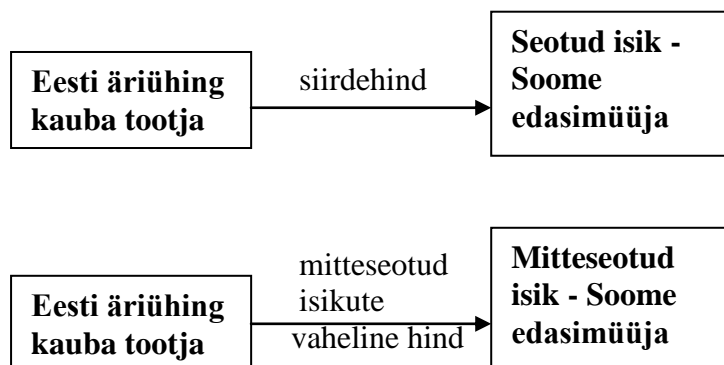 Eesti äriühing
kauba tootja
siirdehind
Seotud isik -
Soome
edasimüüja
Eesti äriühing
kauba tootja
mitteseotud
isikute
vaheline hind
Mitteseotud
isik - Soome
edasimüüja